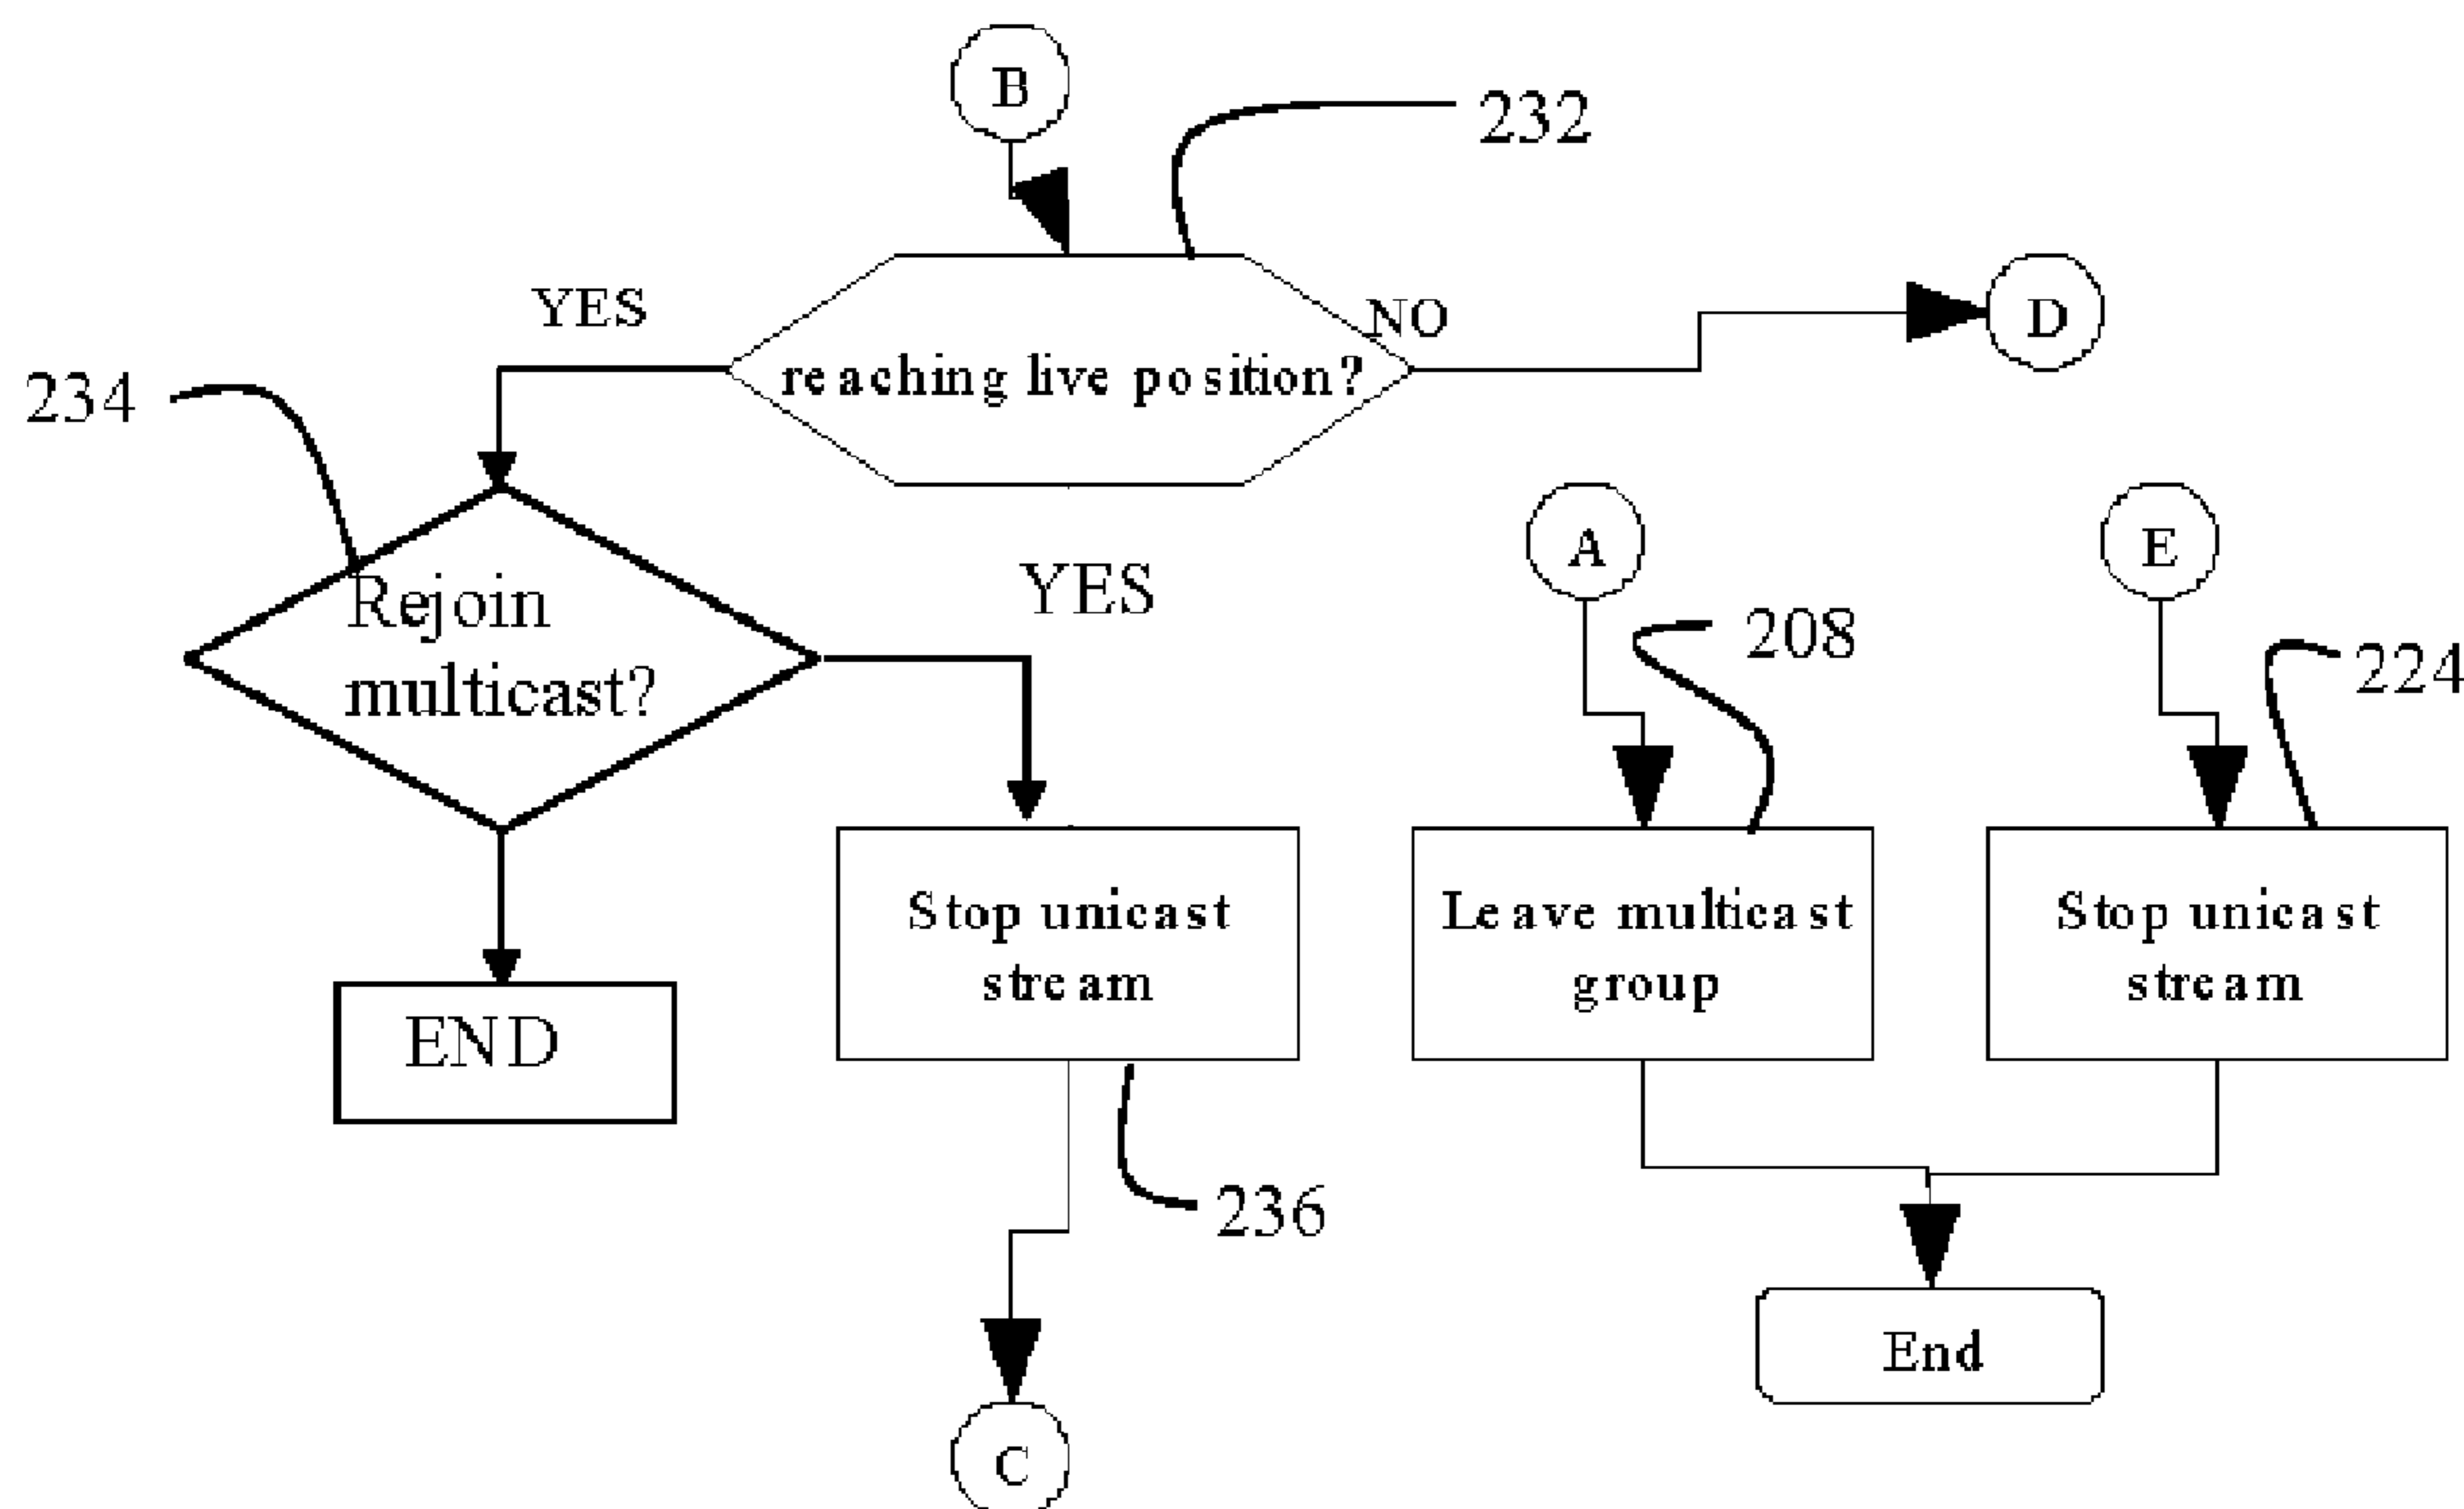 B
232
YES
NO
D
reaching live position?
234
A
E
YES
Rejoin
multicast?
208
224
Stop unicast
stream
Leave multicast
group
Stop unicast
stream
END
236
End
C